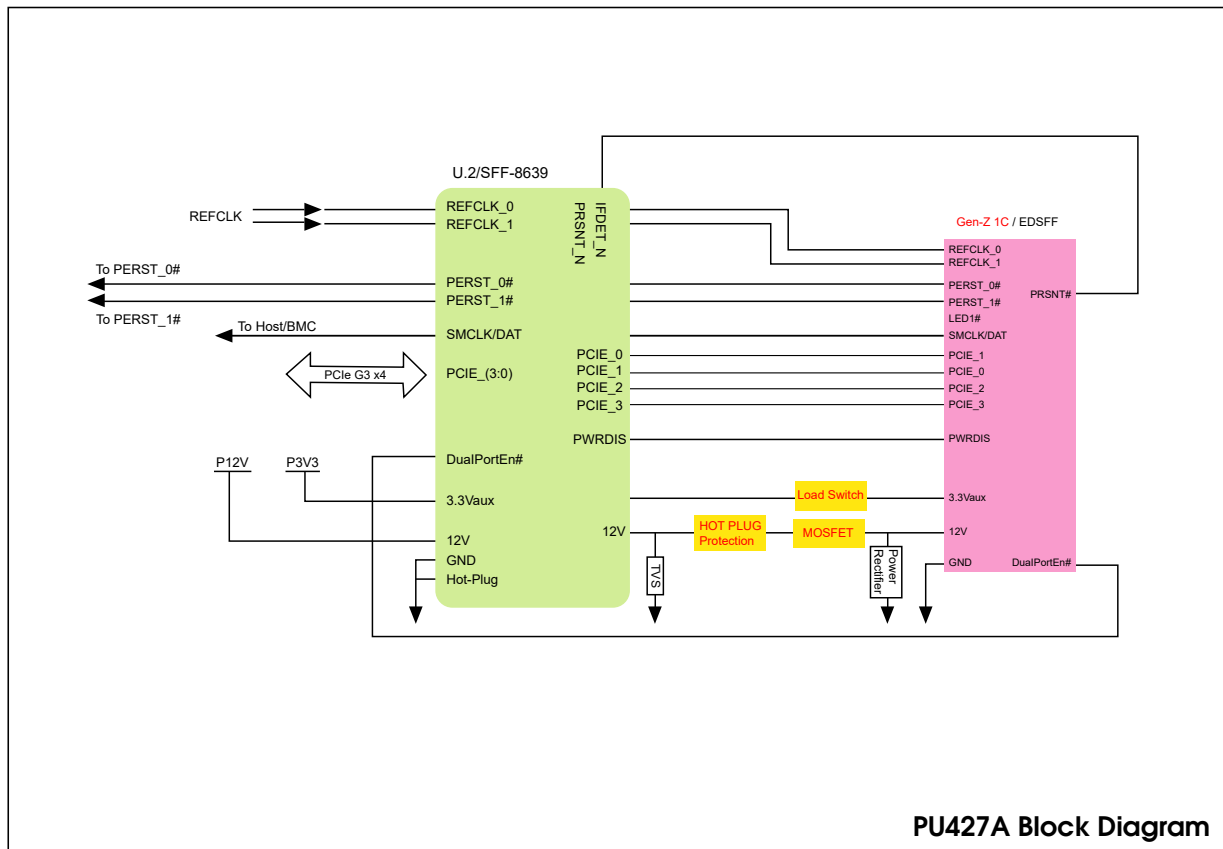 U.2/SFF-8639
REFCLK
REFCLK_0
REFCLK_1
IFDET_N
PRSNT_N
To PERST_0#
PERST_0#
PERST_1#
To PERST_1#
To Host/BMC
SMCLK/DAT
PCIe G3 x4
PCIE_(3:0)
PCIE_0
PCIE_1
PCIE_2
PCIE_3
PWRDIS
P12V
P3V3
DualPortEn#
3.3Vaux
12V
GND
Hot-Plug
12V
Load Switch
HOT PLUG
Protection
MOSFET
TVS
Power
Rectifier
Gen-Z 1C / EDSFF
REFCLK_0
REFCLK_1
PERST_0#
PERST_1#
PRSNT#
LED1#
SMCLK/DAT
PCIE_1
PCIE_0
PCIE_2
PCIE_3
PWRDIS
3.3Vaux
12V
GND
DualPortEn#
PU427A Block Diagram